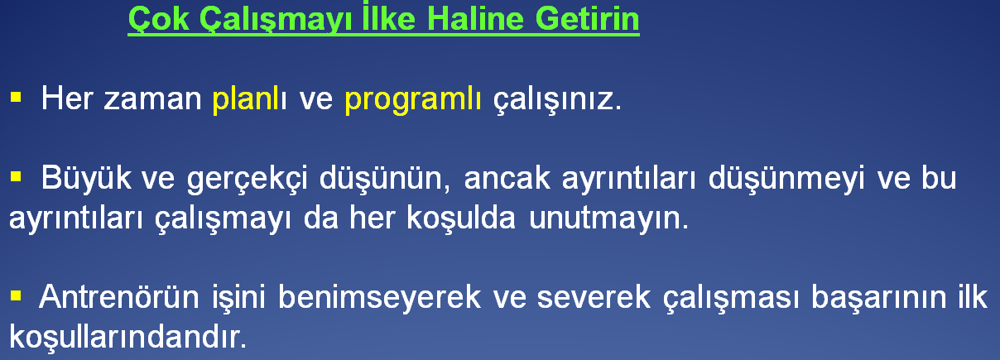 Çok Çalışmayı İlke Haline Getirin
▪ Her zaman planlı ve programlı çalışınız.
▪ Büyük ve gerçekçi düşünün, ancak ayrıntıları düşünmeyi ve bu
ayrıntıları çalışmayı da her koşulda unutmayın.
▪ Antrenörün işini benimseyerek ve severek çalışması başarının ilk
koşullarındandır.